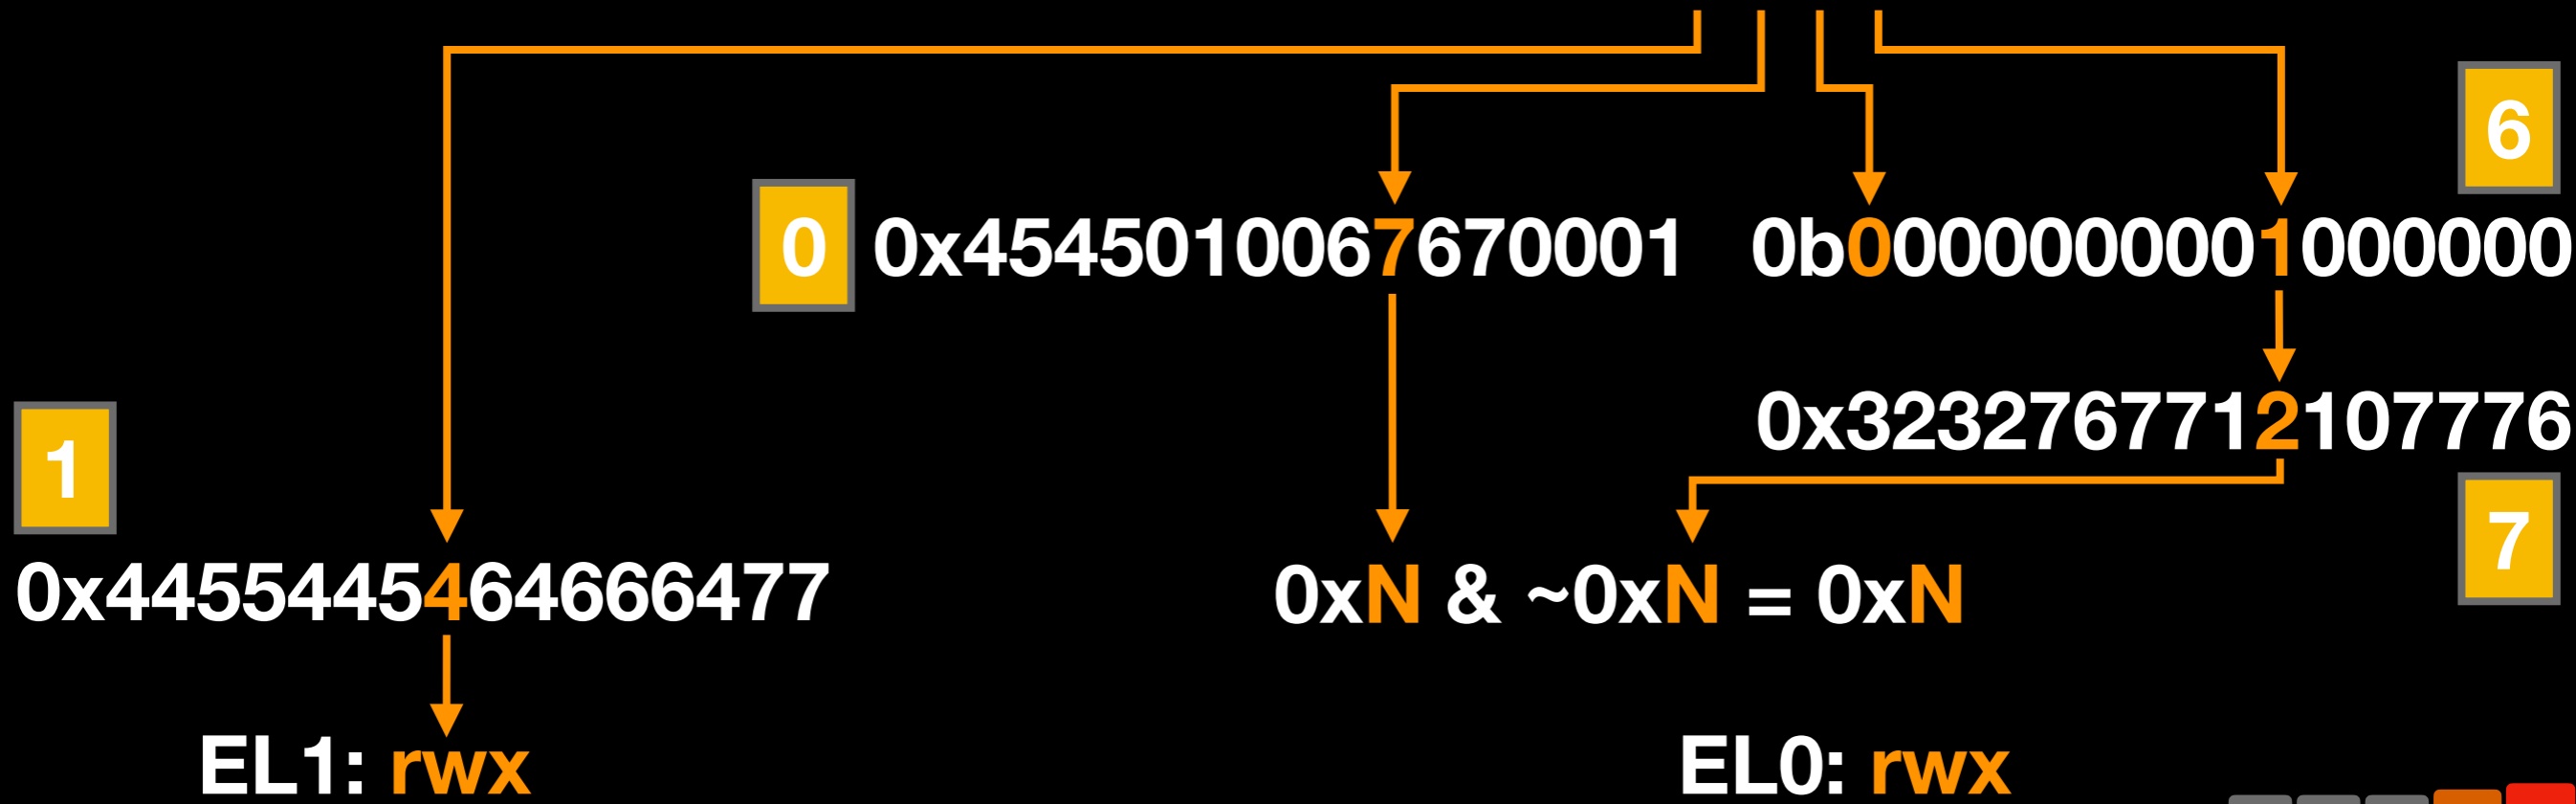 6
0 0x4545010067670001 0b0000000001000000
0x3232767712107776
1
7
0x4455445464666477 0xN & ~0xN = 0xN
EL1: rwx EL0: rwx